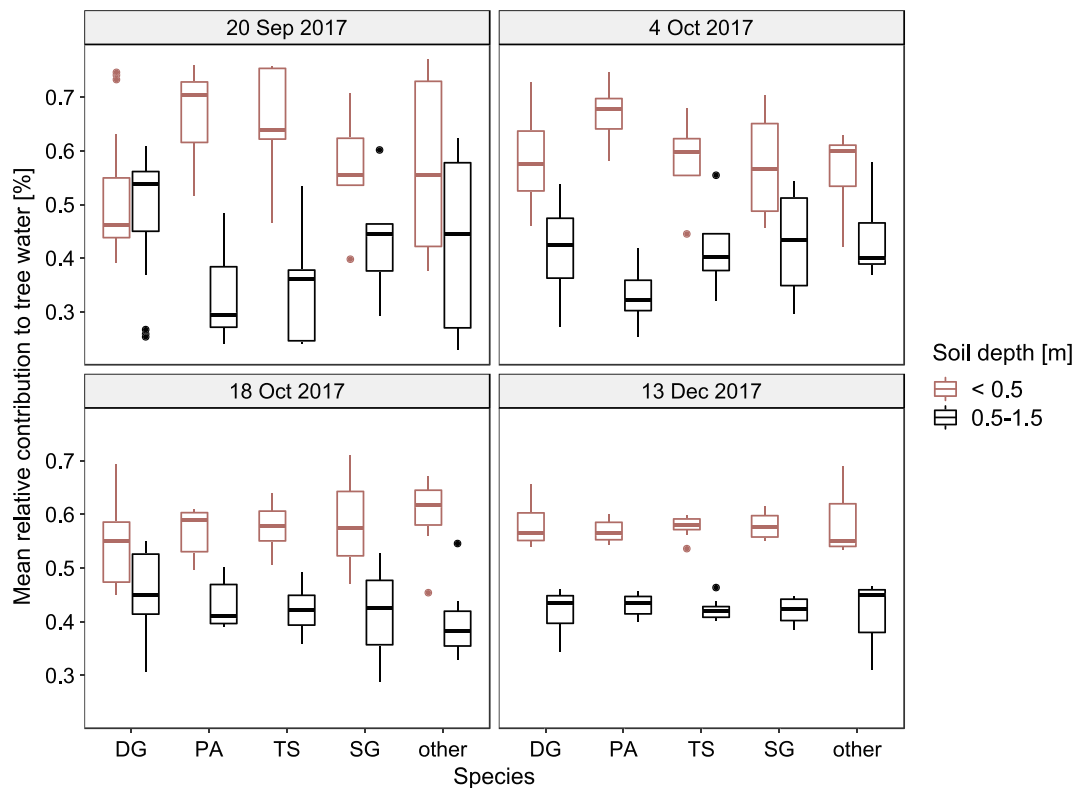 20 Sep 2017
4 Oct 2017
Mean relative contribution to tree water [%]
0.7
0.6
0.5
0.4
0.3
18 Oct 2017
13 Dec 2017
0.7
0.6
0.5
0.4
0.3
DG PA TS SG other
DG PA TS SG other
Species
Soil depth [m]
< 0.5
0.5-1.5